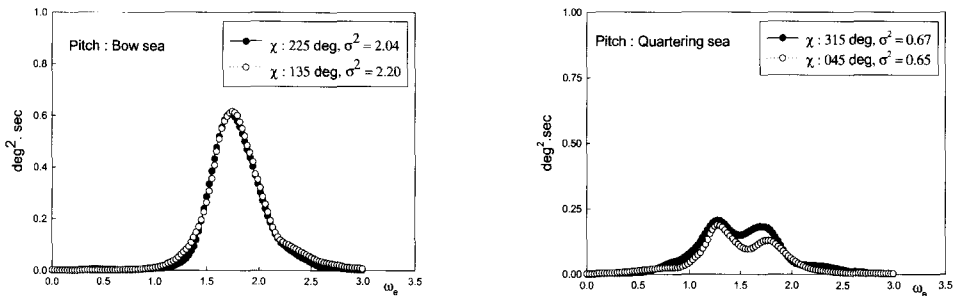 1.0
0.8
0.6
0.4
0.2
0.0
deg². sec
Pitch : Bow sea
χ : 225 deg, σ² = 2.04
χ : 135 deg, σ² = 2.20
0.0 0.5 1.0 1.5 2.0 2.5 3.0 3.5
ωₑ
1.00
0.75
0.50
0.25
0.00
deg².sec
Pitch : Quartering sea
χ : 315 deg, σ² = 0.67
χ : 045 deg, σ² = 0.65
0.0 0.5 1.0 1.5 2.0 2.5 3.0 3.5
ωₑ